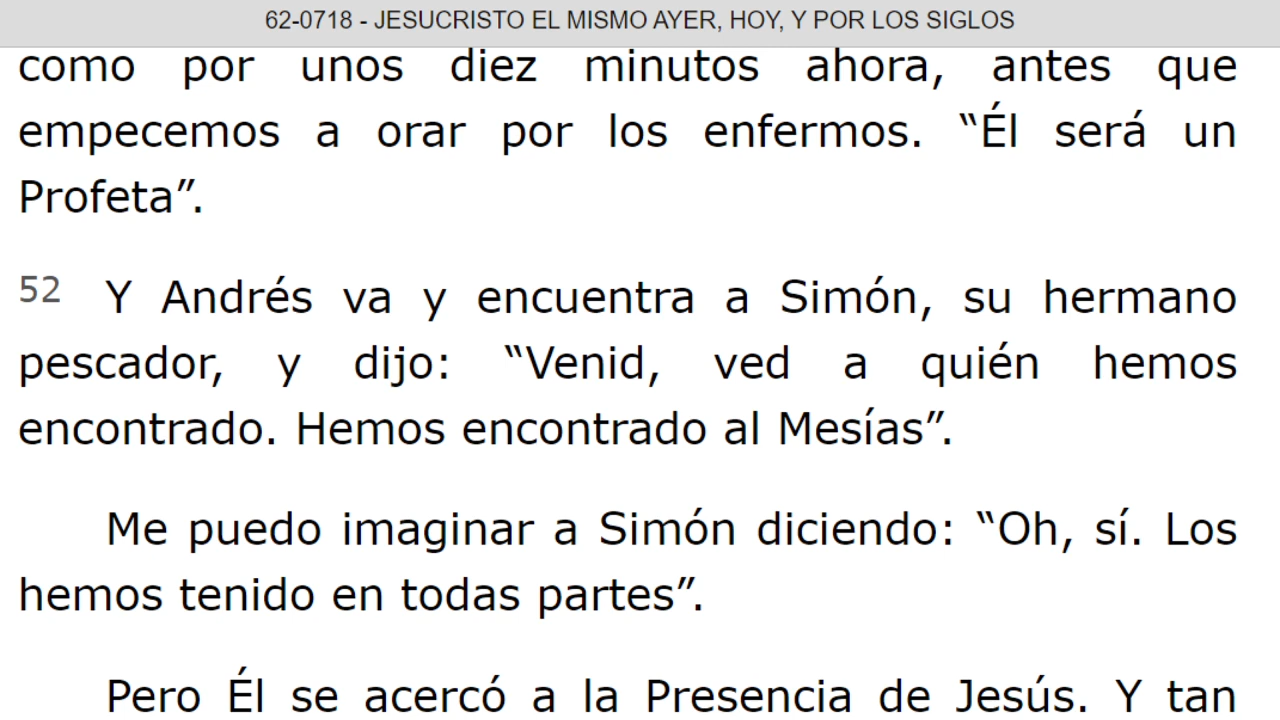 62-0718 - JESUCRISTO EL MISMO AYER, HOY, Y POR LOS SIGLOS
como por unos diez minutos ahora, antes que
empecemos a orar por los enfermos. “Él será un
Profeta”.
52 Y Andrés va y encuentra a Simón, su hermano
pescador, y dijo: “Venid, ved a quién hemos
encontrado. Hemos encontrado al Mesías”.
Me puedo imaginar a Simón diciendo: “Oh, sí. Los
hemos tenido en todas partes”.
Pero Él se acercó a la Presencia de Jesús. Y tan